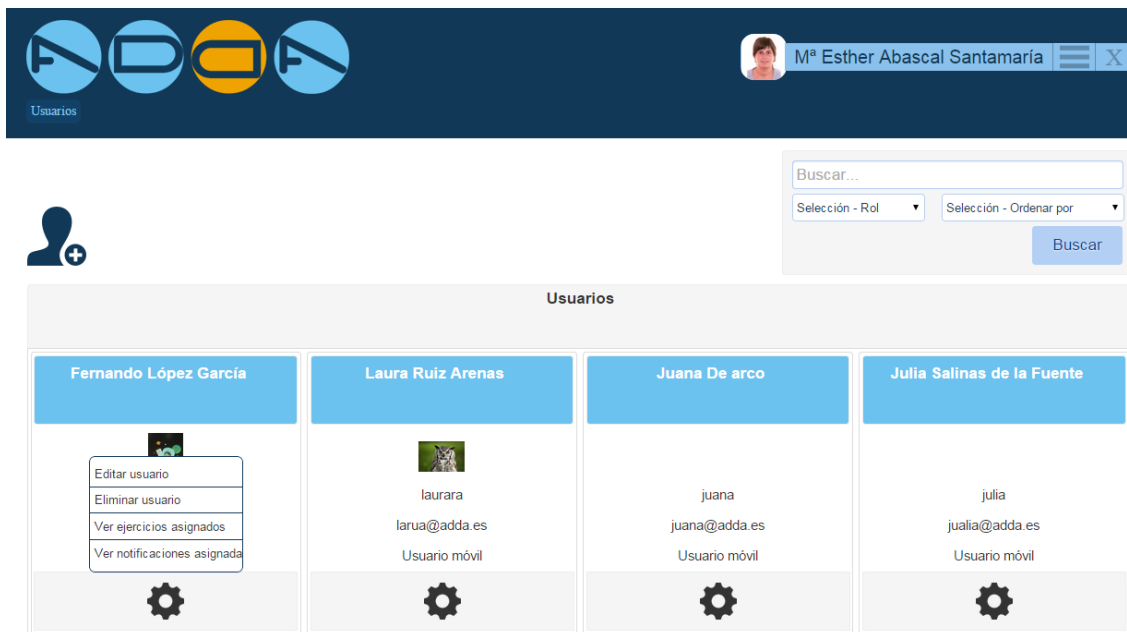 ADDA
Mª Esther Abascal Santamaría X
Usuarios
Buscar...
Selección - Rol Selección - Ordenar por
Buscar
Usuarios
Fernando López García Laura Ruiz Arenas Juana De arco Julia Salinas de la Fuente
Editar usuario
Eliminar usuario laurara juana julia
Ver ejercicios asignados larua@adda.es juana@adda.es jualia@adda.es
Ver notificaciones asignada Usuario móvil Usuario móvil Usuario móvil